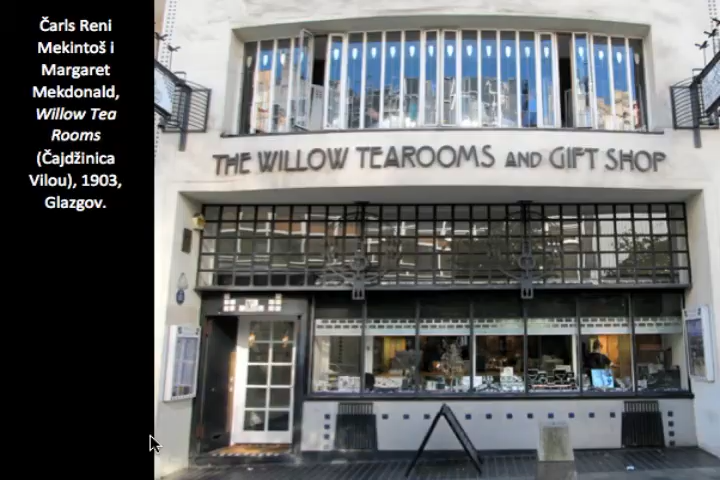 Čarls Reni
Mekintoš i
Margaret
Mekdonald,
Willow Tea
Rooms
(Čajdžinica
Vilou), 1903,
Glazgov.
THE WILLOW TEAROOMS AND GIFT SHOP